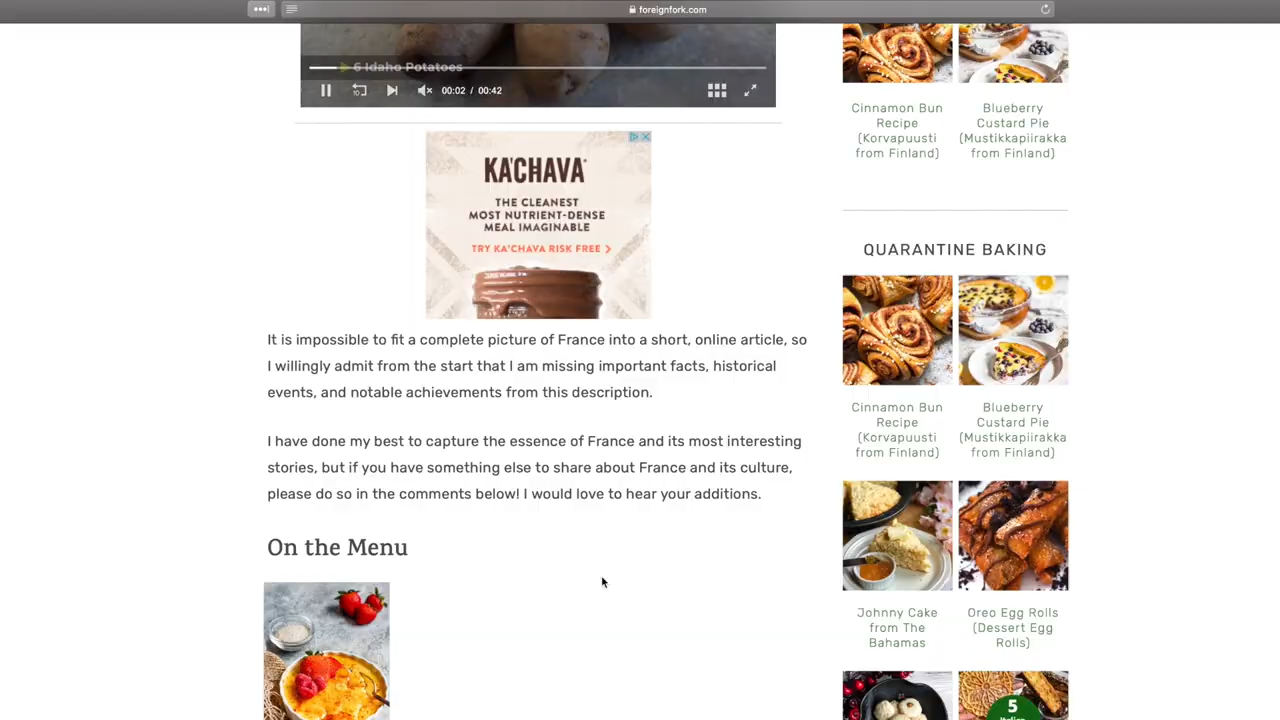 foreignfork.com
6 Idaho Potatoes
10
00:02 / 00:42
KA'CHAVA
THE CLEANEST
MOST NUTRIENT-DENSE
MEAL IMAGINABLE
TRY KA'CHAVA RISK FREE >
It is impossible to fit a complete picture of France into a short, online article, so
I willingly admit from the start that I am missing important facts, historical
events, and notable achievements from this description.
I have done my best to capture the essence of France and its most interesting
stories, but if you have something else to share about France and its culture,
please do so in the comments below! I would love to hear your additions.
On the Menu
Cinnamon Bun
Recipe
(Korvapuusti
from Finland)
Blueberry
Custard Pie
(Mustikkapiirakka
from Finland)
QUARANTINE BAKING
Cinnamon Bun
Recipe
(Korvapuusti
from Finland)
Blueberry
Custard Pie
(Mustikkapiirakka
from Finland)
Johnny Cake
from The
Bahamas
Oreo Egg Rolls
(Dessert Egg
Rolls)
5